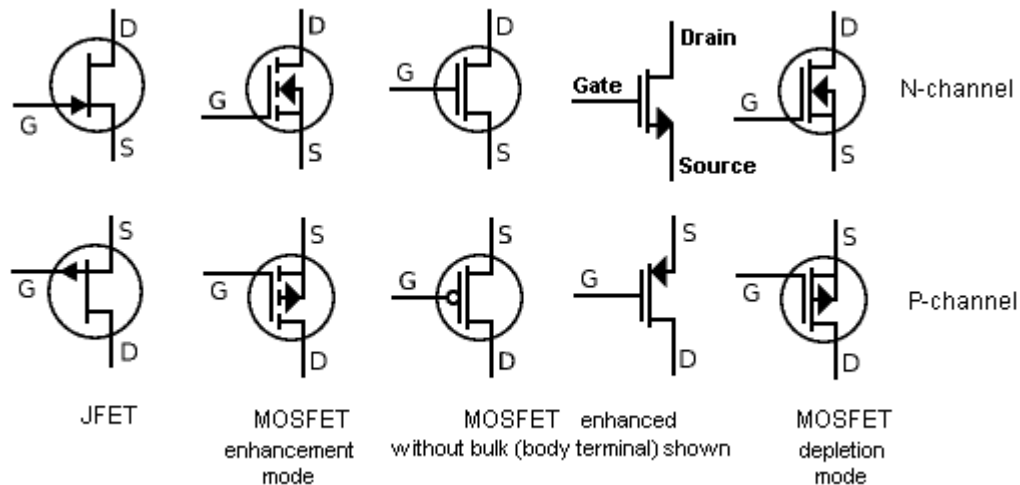 D D D Drain D
G G G Gate G N-channel
S S S Source S
S S S S S
G G G G G P-channel
D D D D D
JFET MOSFET MOSFET enhanced MOSFET
enhancement without bulk (body terminal) shown depletion
mode mode